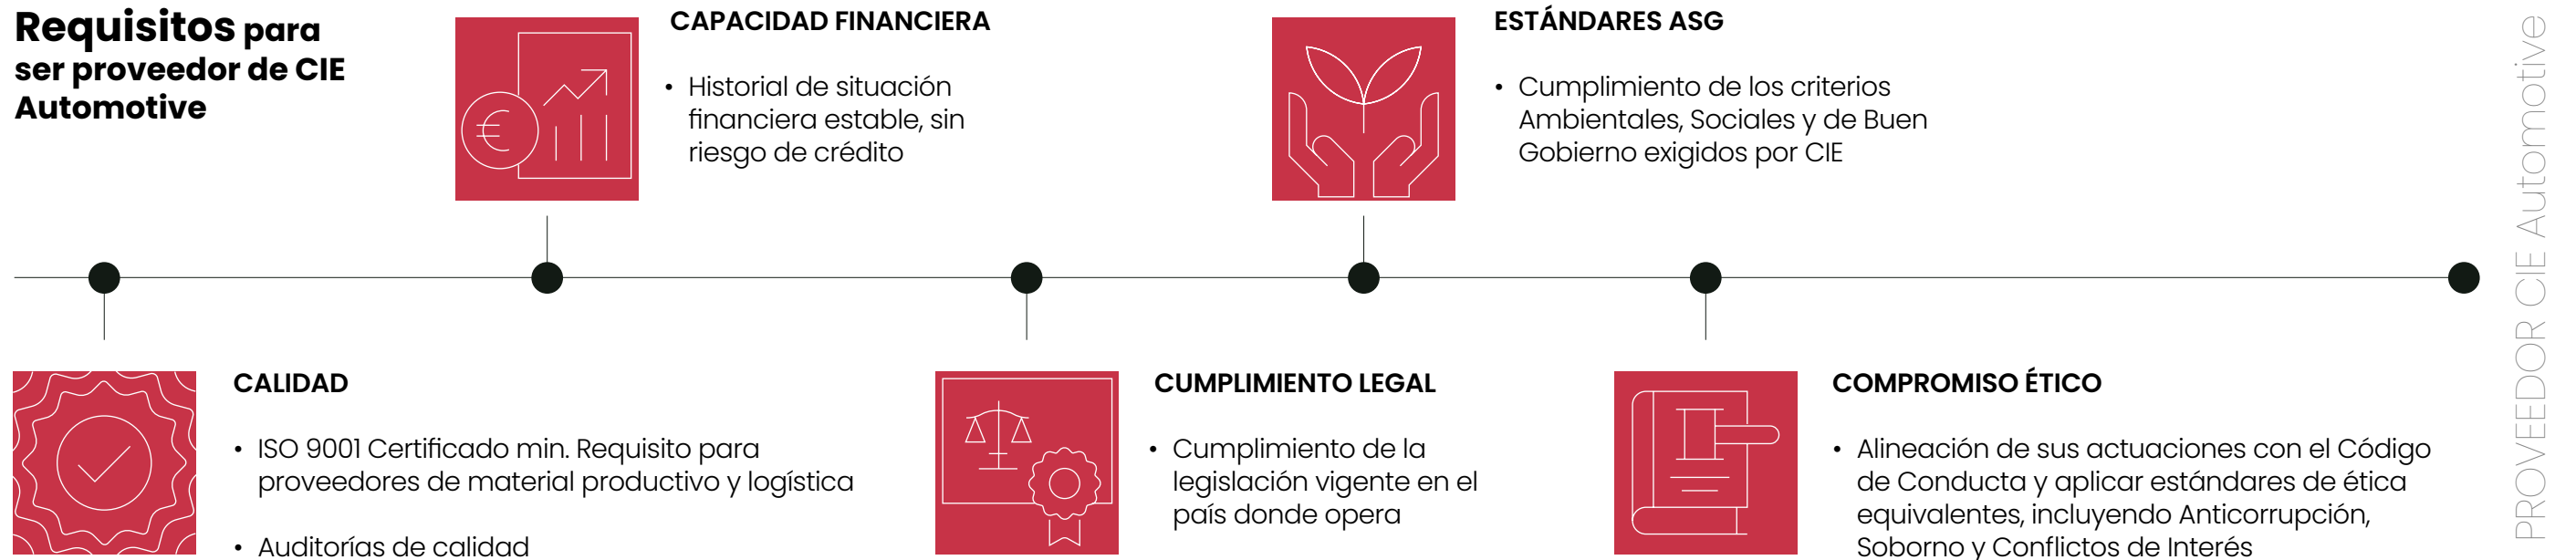 Requisitos para
ser proveedor de CIE
Automotive
CAPACIDAD FINANCIERA
• Historial de situación
financiera estable, sin
riesgo de crédito
ESTÁNDARES ASG
• Cumplimiento de los criterios
Ambientales, Sociales y de Buen
Gobierno exigidos por CIE
CALIDAD
• ISO 9001 Certificado min. Requisito para
proveedores de material productivo y logística
• Auditorías de calidad
CUMPLIMIENTO LEGAL
• Cumplimiento de la
legislación vigente en el
país donde opera
COMPROMISO ÉTICO
• Alineación de sus actuaciones con el Código
de Conducta y aplicar estándares de ética
equivalentes, incluyendo Anticorrupción,
Soborno y Conflictos de Interés
PROVEEDOR CIE Automotive